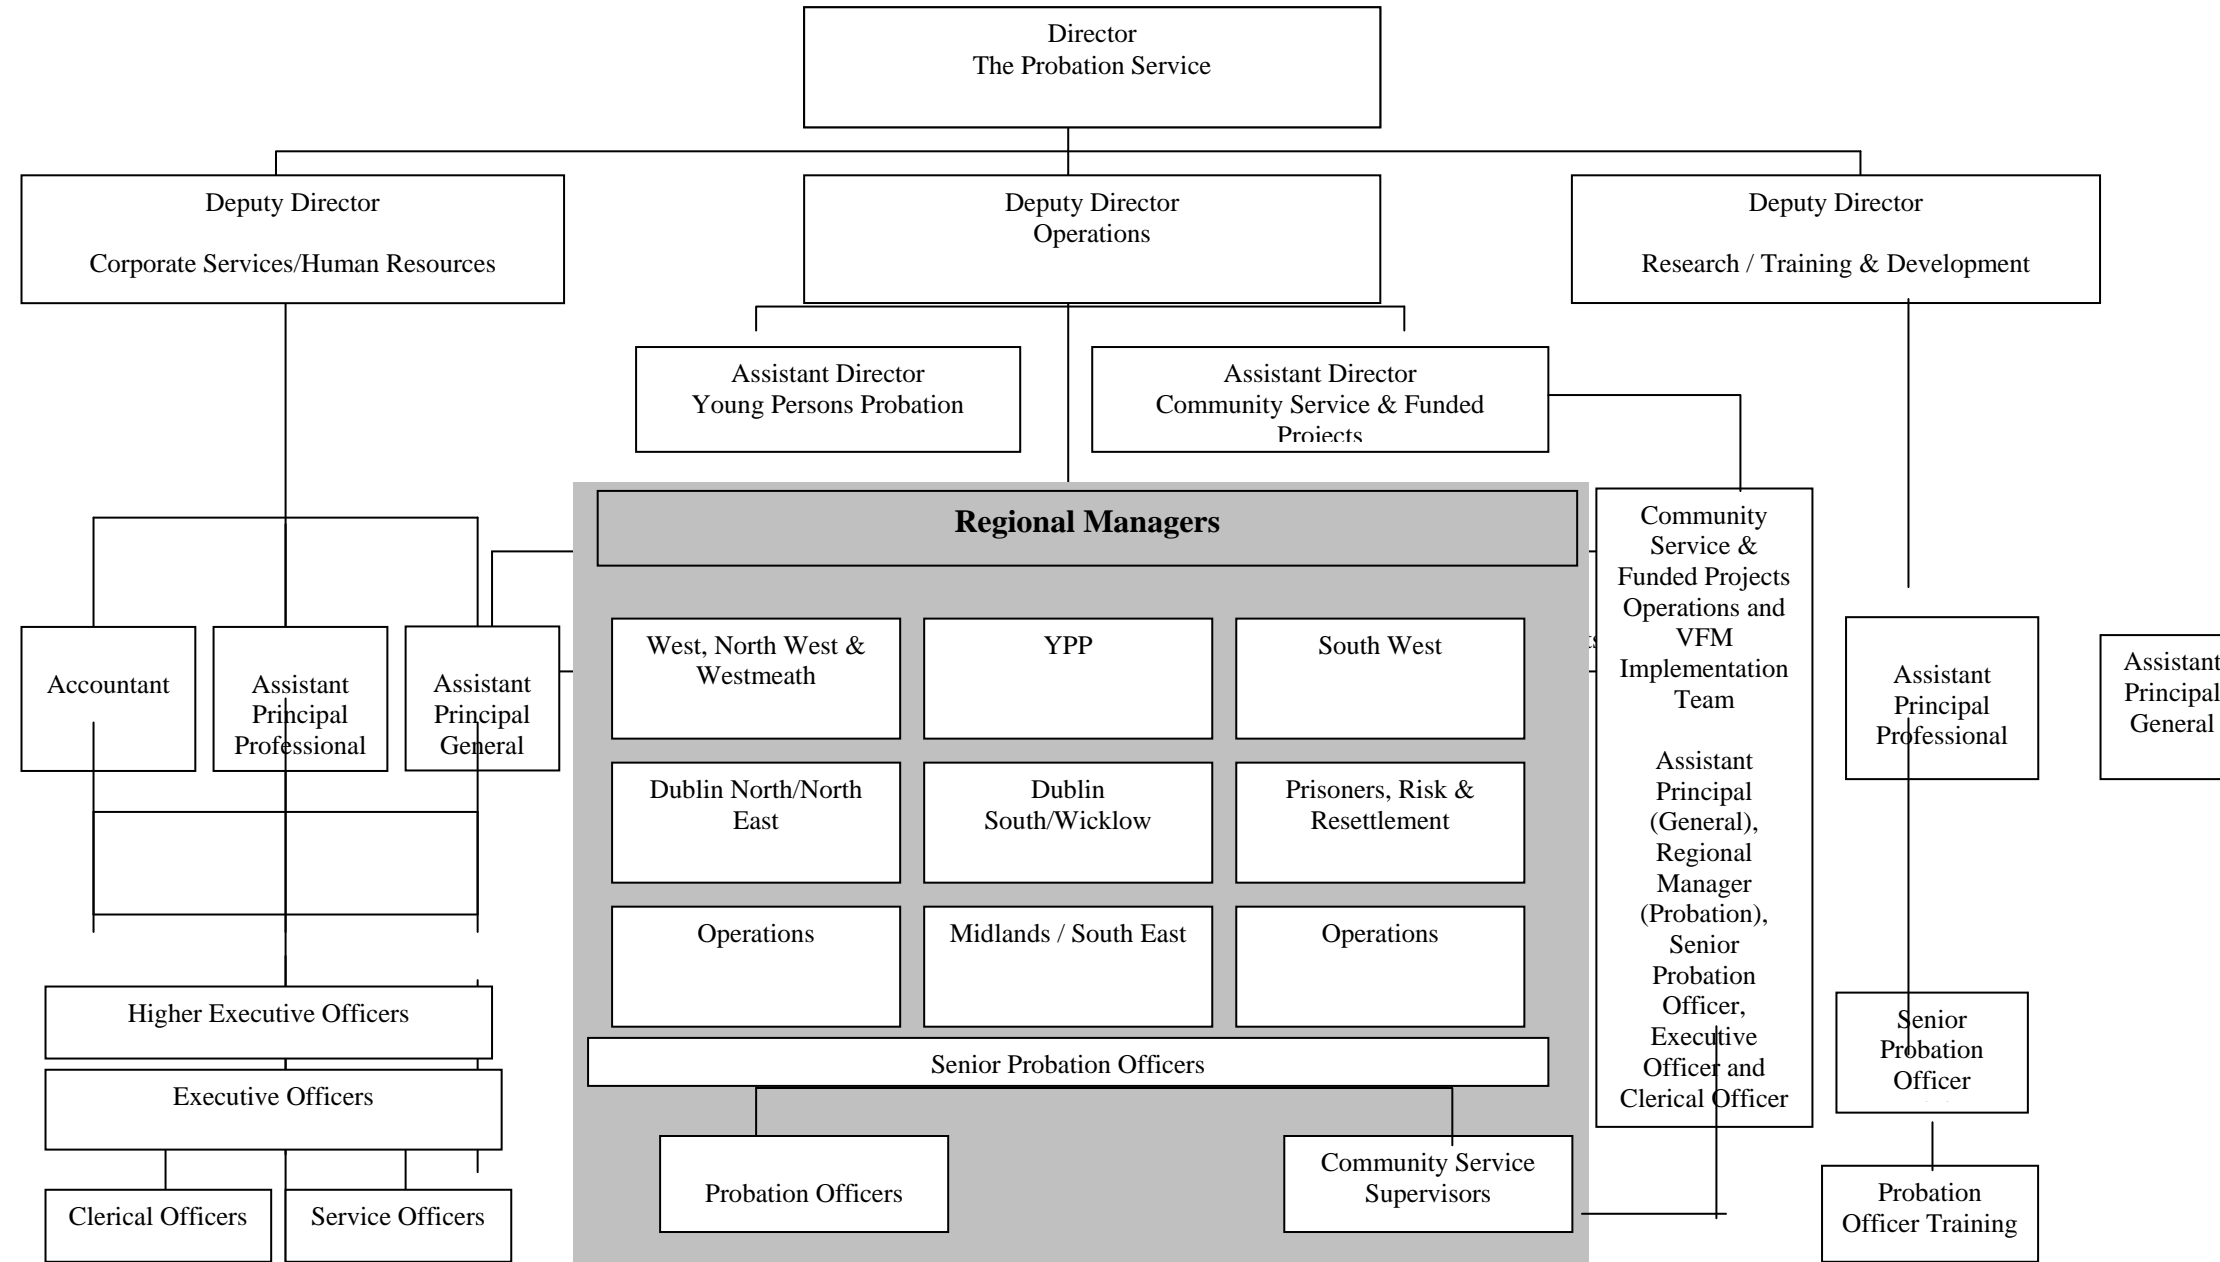 Director
The Probation Service
Deputy Director
Corporate Services/Human Resources
Deputy Director
Operations
Deputy Director
Research / Training & Development
Assistant Director
Young Persons Probation
Assistant Director
Community Service & Funded
Projects
Regional Managers
West, North West &
Westmeath
YPP
South West
Dublin North/North
East
Dublin
South/Wicklow
Prisoners, Risk &
Resettlement
Operations
Midlands / South East
Operations
Senior Probation Officers
Probation Officers
Community Service
Supervisors
Accountant
Assistant
Principal
Professional
Assistant
Principal
General
Higher Executive Officers
Executive Officers
Clerical Officers
Service Officers
Community
Service &
Funded Projects
Operations and
VFM
Implementation
Team
Assistant
Principal
(General),
Regional
Manager
(Probation),
Senior
Probation
Officer,
Executive
Officer and
Clerical Officer
Assistant
Principal
Professional
Senior
Probation
Officer
Probation
Officer Training
Assistant
Principal
General